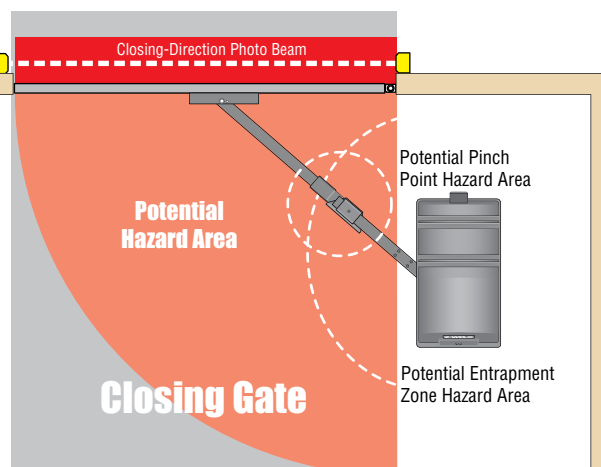 Closing-Direction Photo Beam
Potential Pinch
Point Hazard Area
Potential
Hazard Area
Closing Gate
Potential Entrapment
Zone Hazard Area